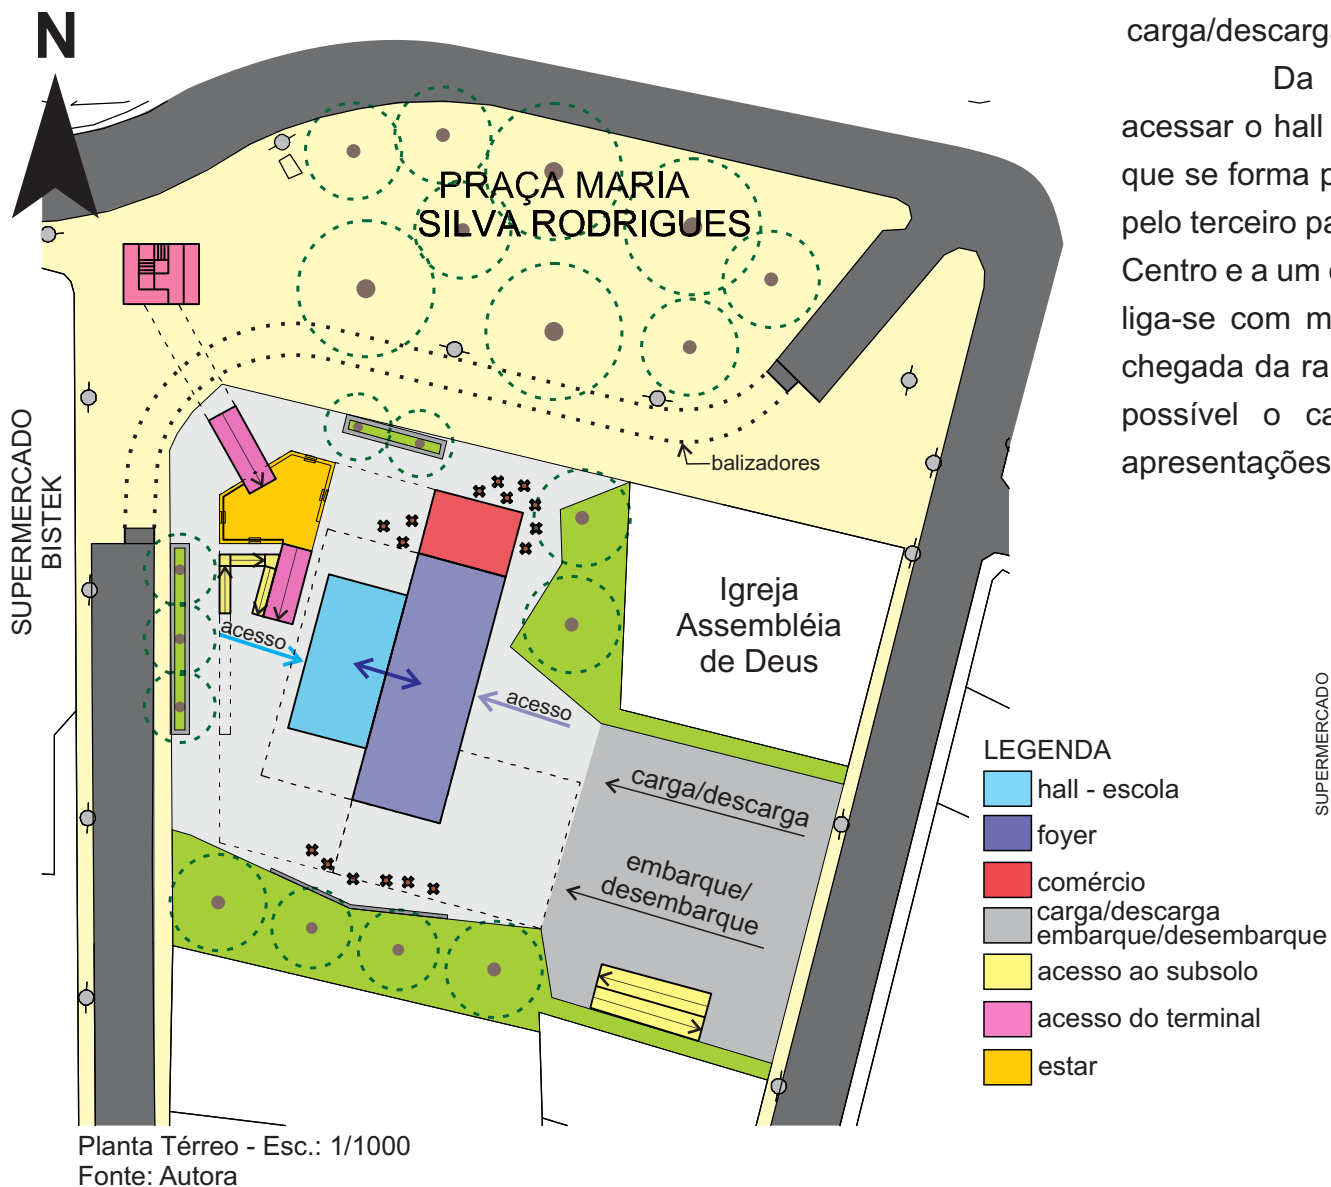 N
PRAÇA MARIA
SILVA RODRIGUES
SUPERMERCADO
BISTEK
balizadores
Igreja
Assembléia
de Deus
acesso
acesso
carga/descarga
embarque/
desembarque
LEGENDA
hall - escola
foyer
comércio
carga/descarga
embarque/desembarque
acesso ao subsolo
acesso do terminal
estar
Planta Térreo - Esc.: 1/1000
Fonte: Autora
carga/descarga
Da
acessar o hall
que se forma p
pelo terceiro pa
Centro e a um
liga-se com m
chegada da ra
possível o ca
apresentações
SUPERMERCADO